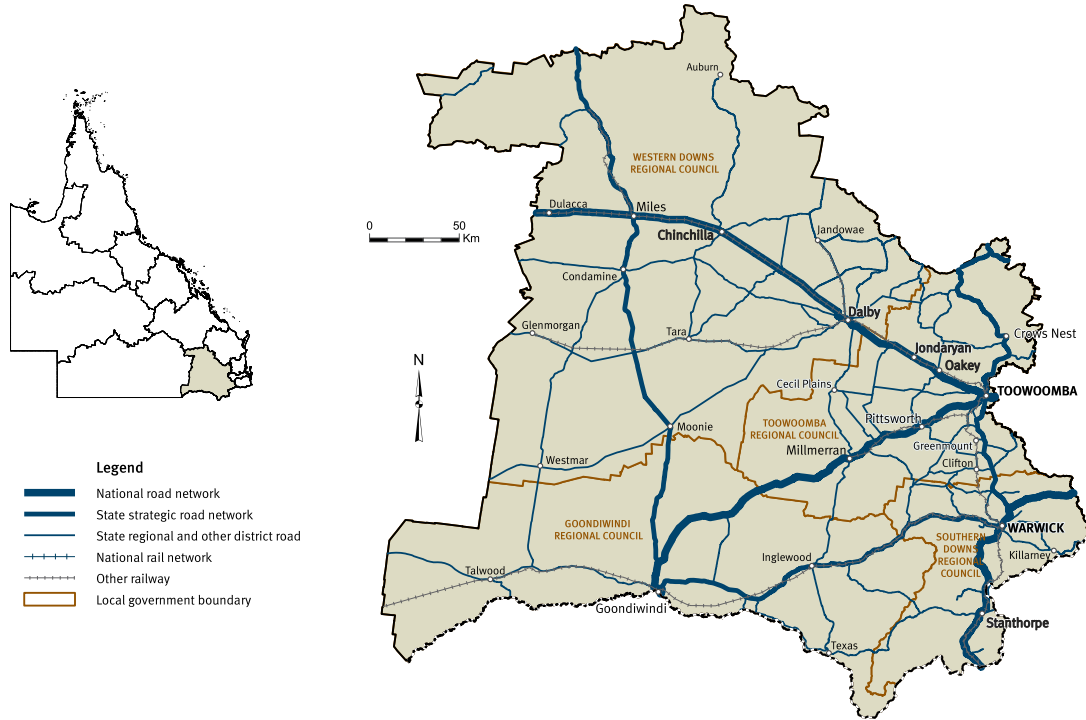 Auburn
WESTERN DOWNS
REGIONAL COUNCIL
Dulacca
Miles
0 50
Km
Chinchilla
Jandowae
Condamine
Dalby
Glenmorgan
Tara
Crows Nest
Jondaryan
Oakey
N
Cecil Plains
TOOWOOMBA
TOOWOOMBA
REGIONAL COUNCIL
Pittsworth
Moonie
Greenmount
Millmerran
Westmar
Clifton
Legend
National road network
State strategic road network
State regional and other district road
National rail network
Other railway
Local government boundary
GOONDIWINDI
REGIONAL COUNCIL
WARWICK
SOUTHERN
DOWNS
REGIONAL
COUNCIL
Inglewood
Killarney
Talwood
Goondiwindi
Stanthorpe
Texas